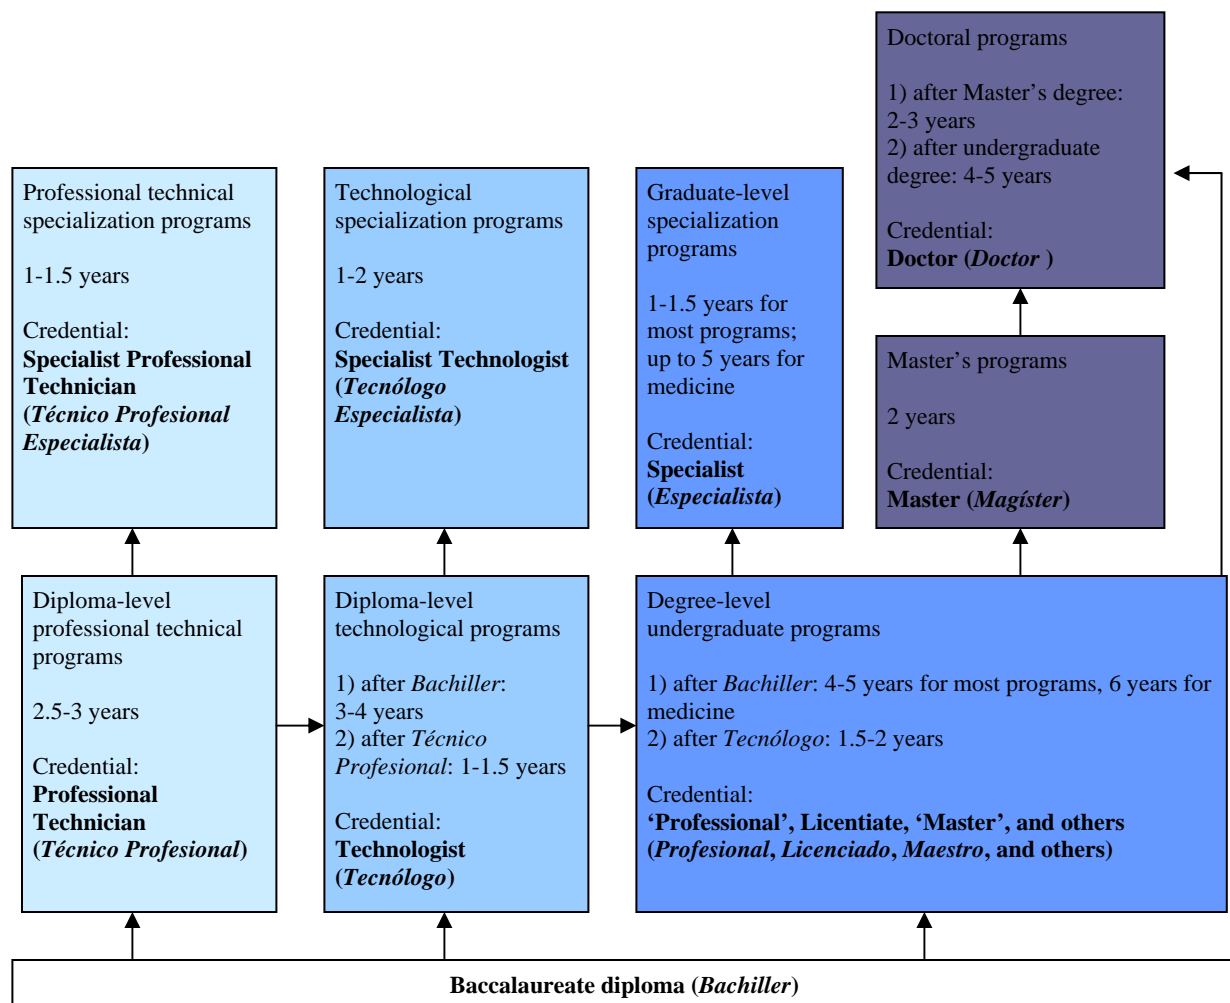 Doctoral programs
1) after Master’s degree:
2-3 years
2) after undergraduate
degree: 4-5 years
Credential:
Doctor (Doctor )
Professional technical
specialization programs
1-1.5 years
Credential:
Specialist Professional
Technician
(Técnico Profesional
Especialista)
Technological
specialization programs
1-2 years
Credential:
Specialist Technologist
(Tecnólogo
Especialista)
Graduate-level
specialization
programs
1-1.5 years for
most programs;
up to 5 years for
medicine
Credential:
Specialist
(Especialista)
Master’s programs
2 years
Credential:
Master (Magíster)
Diploma-level
professional technical
programs
2.5-3 years
Credential:
Professional
Technician
(Técnico Profesional)
Diploma-level
technological programs
1) after Bachiller:
3-4 years
2) after Técnico
Profesional: 1-1.5 years
Credential:
Technologist
(Tecnólogo)
Degree-level
undergraduate programs
1) after Bachiller: 4-5 years for most programs, 6 years for
medicine
2) after Tecnólogo: 1.5-2 years
Credential:
‘Professional’, Licentiate, ‘Master’, and others
(Profesional, Licenciado, Maestro, and others)
Baccalaureate diploma (Bachiller)